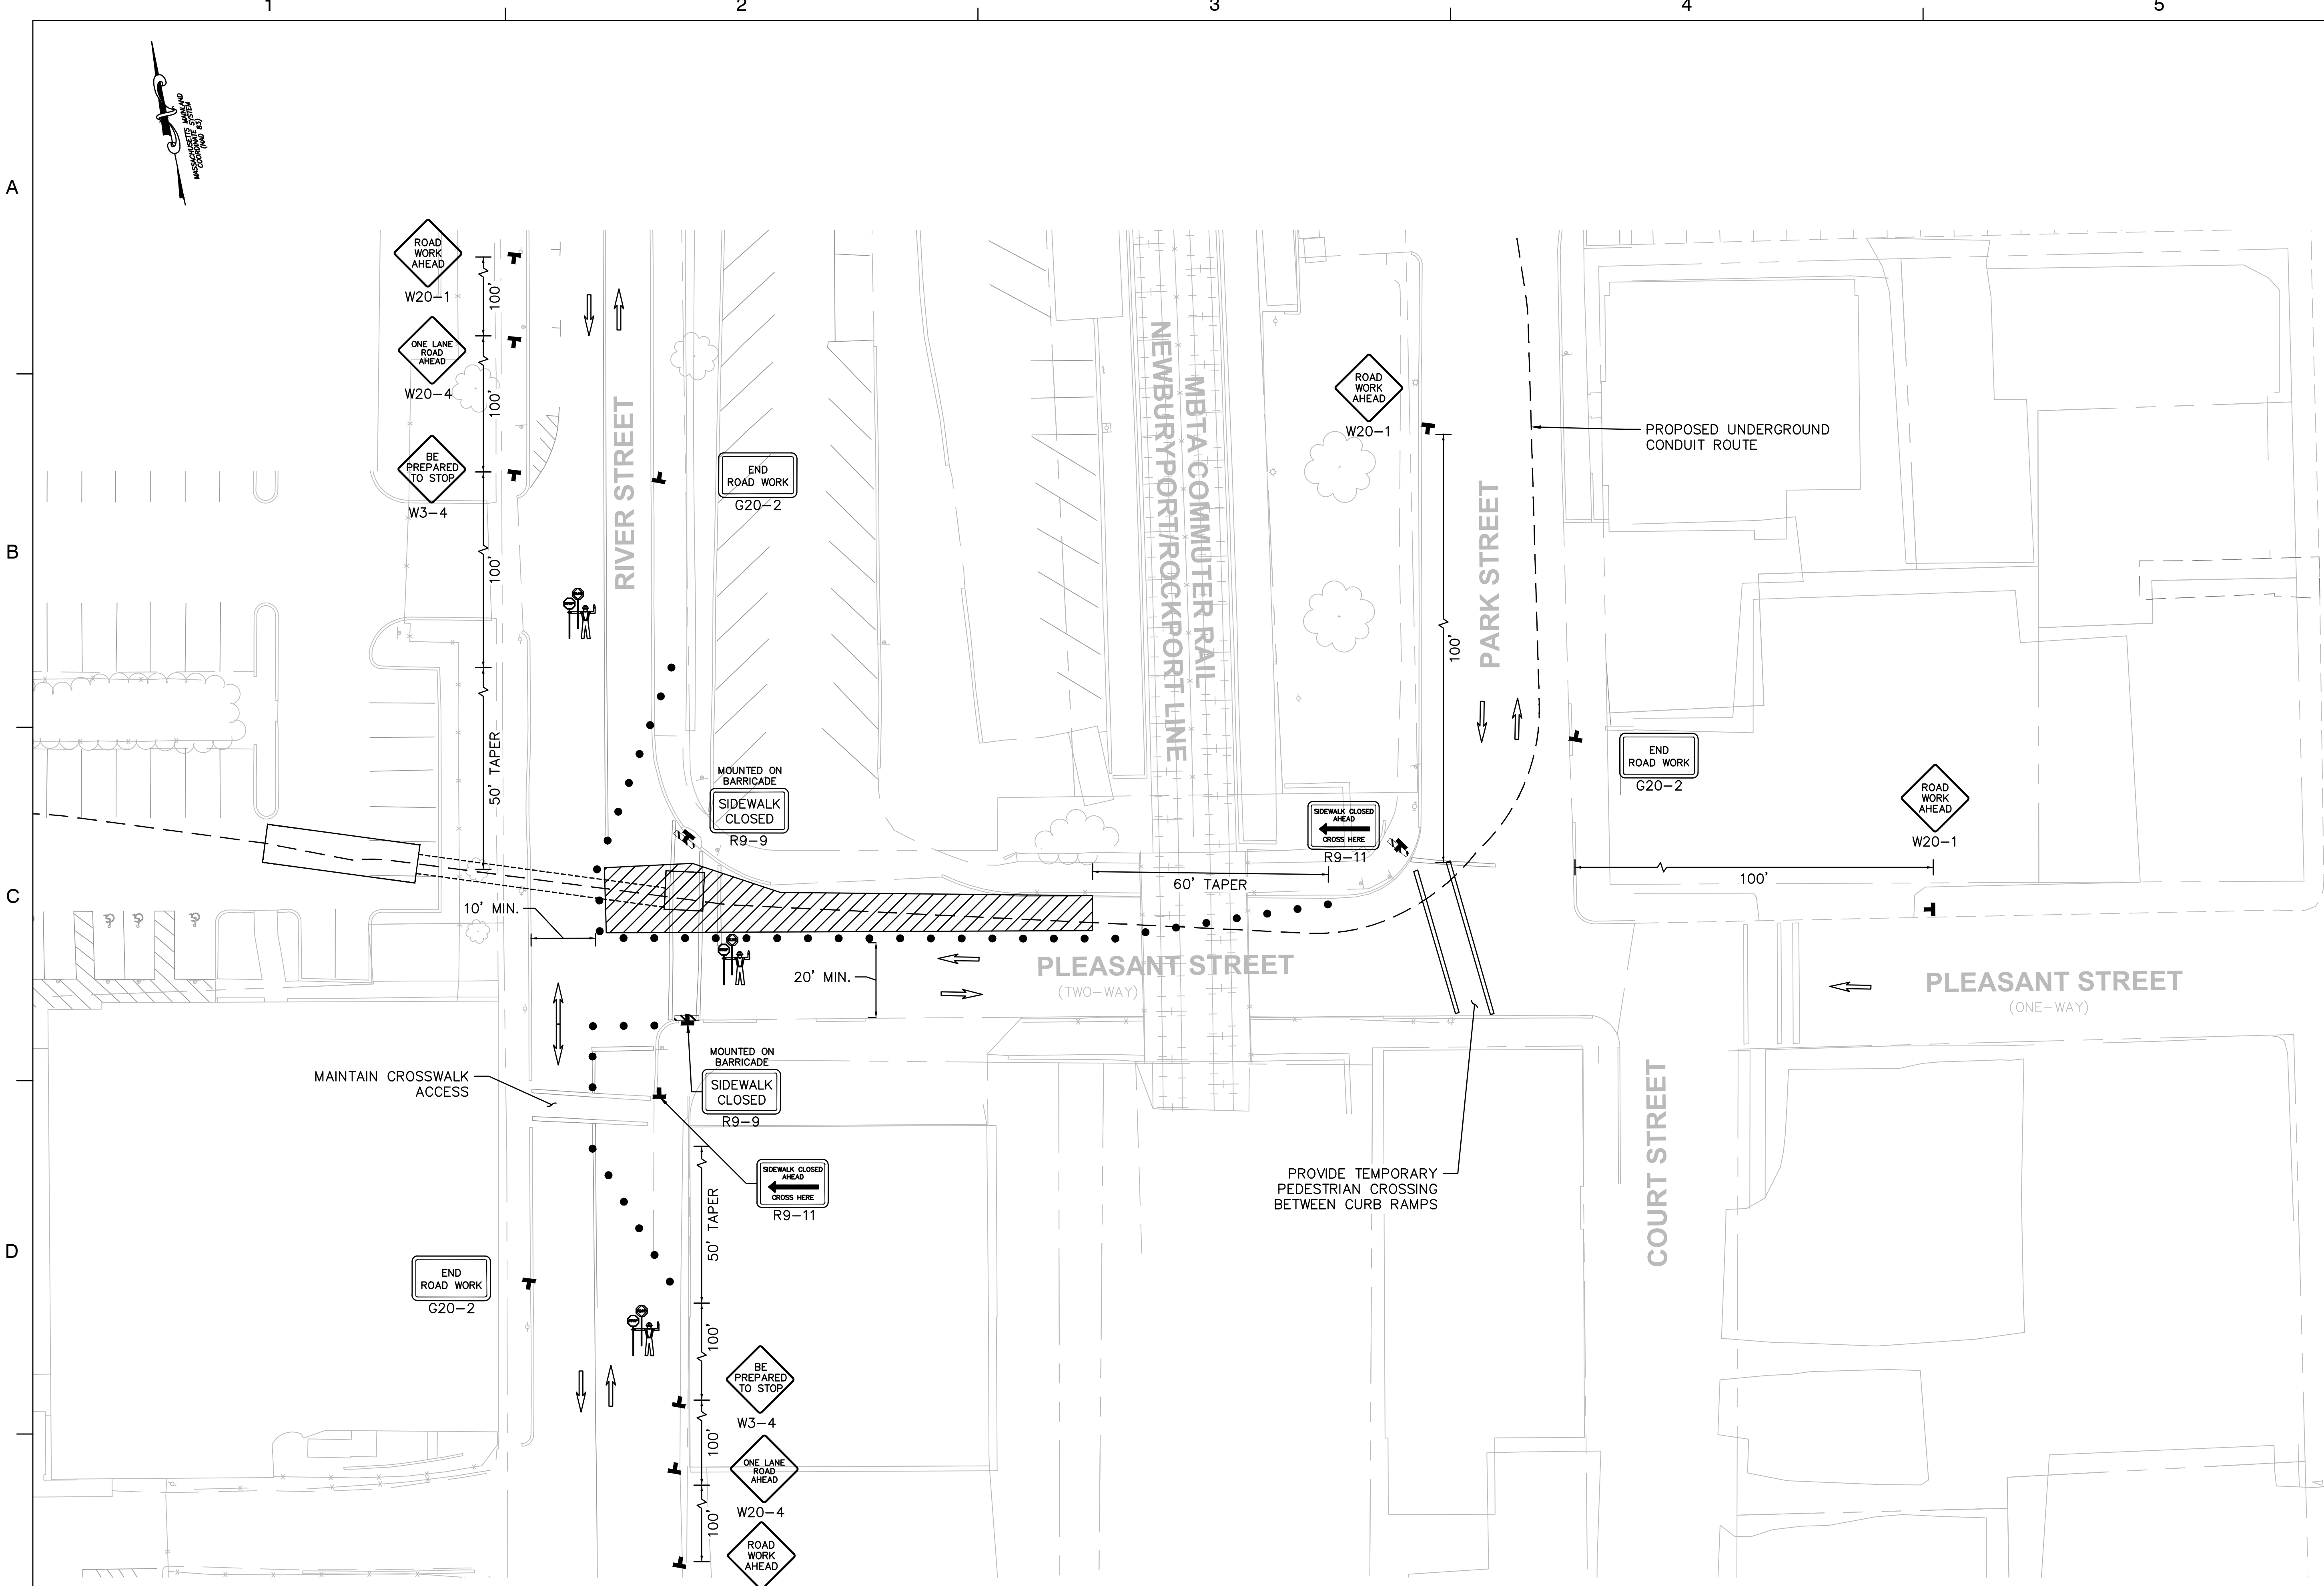 1
2
3
4
5
A
MASSACHUSETTS MAINLAND
COORDINATE SYSTEM
(NAD 83)
ROAD
WORK
AHEAD
W20-1
100'
ONE LANE
ROAD
AHEAD
W20-4
100'
BE
PREPARED
TO STOP
W3-4
100'
50' TAPER
RIVER STREET
END
ROAD WORK
G20-2
NEWBURYPORT/ROCKPORT LINE
MBTA COMMUTER RAIL
ROAD
WORK
AHEAD
W20-1
100'
PARK STREET
PROPOSED UNDERGROUND
CONDUIT ROUTE
B
MOUNTED ON
BARRICADE
SIDEWALK
CLOSED
R9-9
SIDEWALK CLOSED
AHEAD
CROSS HERE
R9-11
END
ROAD WORK
G20-2
ROAD
WORK
AHEAD
W20-1
100'
60' TAPER
C
10' MIN.
20' MIN.
PLEASANT STREET
(TWO-WAY)
PLEASANT STREET
(ONE-WAY)
MAINTAIN CROSSWALK
ACCESS
MOUNTED ON
BARRICADE
SIDEWALK
CLOSED
R9-9
SIDEWALK CLOSED
AHEAD
CROSS HERE
R9-11
PROVIDE TEMPORARY
PEDESTRIAN CROSSING
BETWEEN CURB RAMPS
COURT STREET
D
END
ROAD WORK
G20-2
50' TAPER
100'
BE
PREPARED
TO STOP
W3-4
100'
ONE LANE
ROAD
AHEAD
W20-4
100'
ROAD
WORK
AHEAD